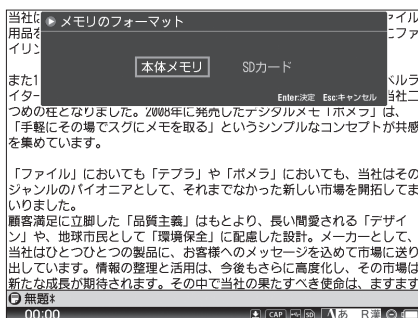 当社に
メモリのフォーマット
ァイル
用品を
にファ
イリン
本体メモリ SDカード
また1
ベルラ
イター
Enter:決定 Esc:キャンセル
当社二
つめの柱となりました。2008年に発売したデジタルメモ「ポメラ」は、
「手軽にその場でスグにメモを取る」というシンプルなコンセプトが共感
を集めています。
「ファイル」においても「テプラ」や「ポメラ」においても、当社はその
ジャンルのパイオニアとして、それまでなかった新しい市場を開拓してま
いりました。
顧客満足に立脚した「品質主義」はもとより、長い間愛される「デザイ
ン」や、地球市民として「環境保全」に配慮した設計。メーカーとして、
当社はひとつひとつの製品に、お客様へのメッセージを込めて市場に送り
出しています。情報の整理と活用は、今後もさらに高度化し、その市場は
新たな成長が期待されます。その中で当社の果たすべき使命は、ますます
無題*
00:00 CAP SD あ R漢